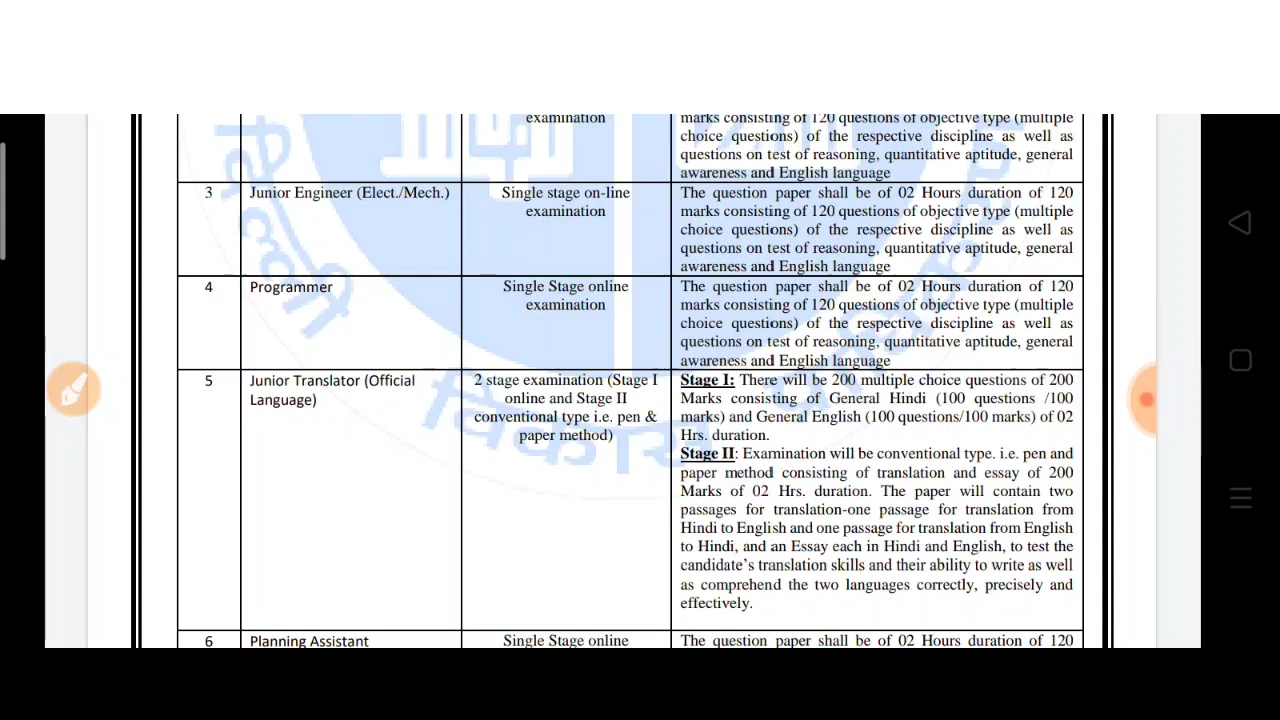 examination
marks consisting of 120 questions of objective type (multiple
choice questions) of the respective discipline as well as
questions on test of reasoning, quantitative aptitude, general
awareness and English language
3
Junior Engineer (Elect./Mech.)
Single stage on-line
examination
The question paper shall be of 02 Hours duration of 120
marks consisting of 120 questions of objective type (multiple
choice questions) of the respective discipline as well as
questions on test of reasoning, quantitative aptitude, general
awareness and English language
4
Programmer
Single Stage online
examination
The question paper shall be of 02 Hours duration of 120
marks consisting of 120 questions of objective type (multiple
choice questions) of the respective discipline as well as
questions on test of reasoning, quantitative aptitude, general
awareness and English language
5
Junior Translator (Official
Language)
2 stage examination (Stage I
online and Stage II
conventional type i.e. pen &
paper method)
Stage I: There will be 200 multiple choice questions of 200
Marks consisting of General Hindi (100 questions /100
marks) and General English (100 questions/100 marks) of 02
Hrs. duration.
Stage II: Examination will be conventional type. i.e. pen and
paper method consisting of translation and essay of 200
Marks of 02 Hrs. duration. The paper will contain two
passages for translation-one passage for translation from
Hindi to English and one passage for translation from English
to Hindi, and an Essay each in Hindi and English, to test the
candidate’s translation skills and their ability to write as well
as comprehend the two languages correctly, precisely and
effectively.
6
Planning Assistant
Single Stage online
The question paper shall be of 02 Hours duration of 120
दिल्ली
विकास